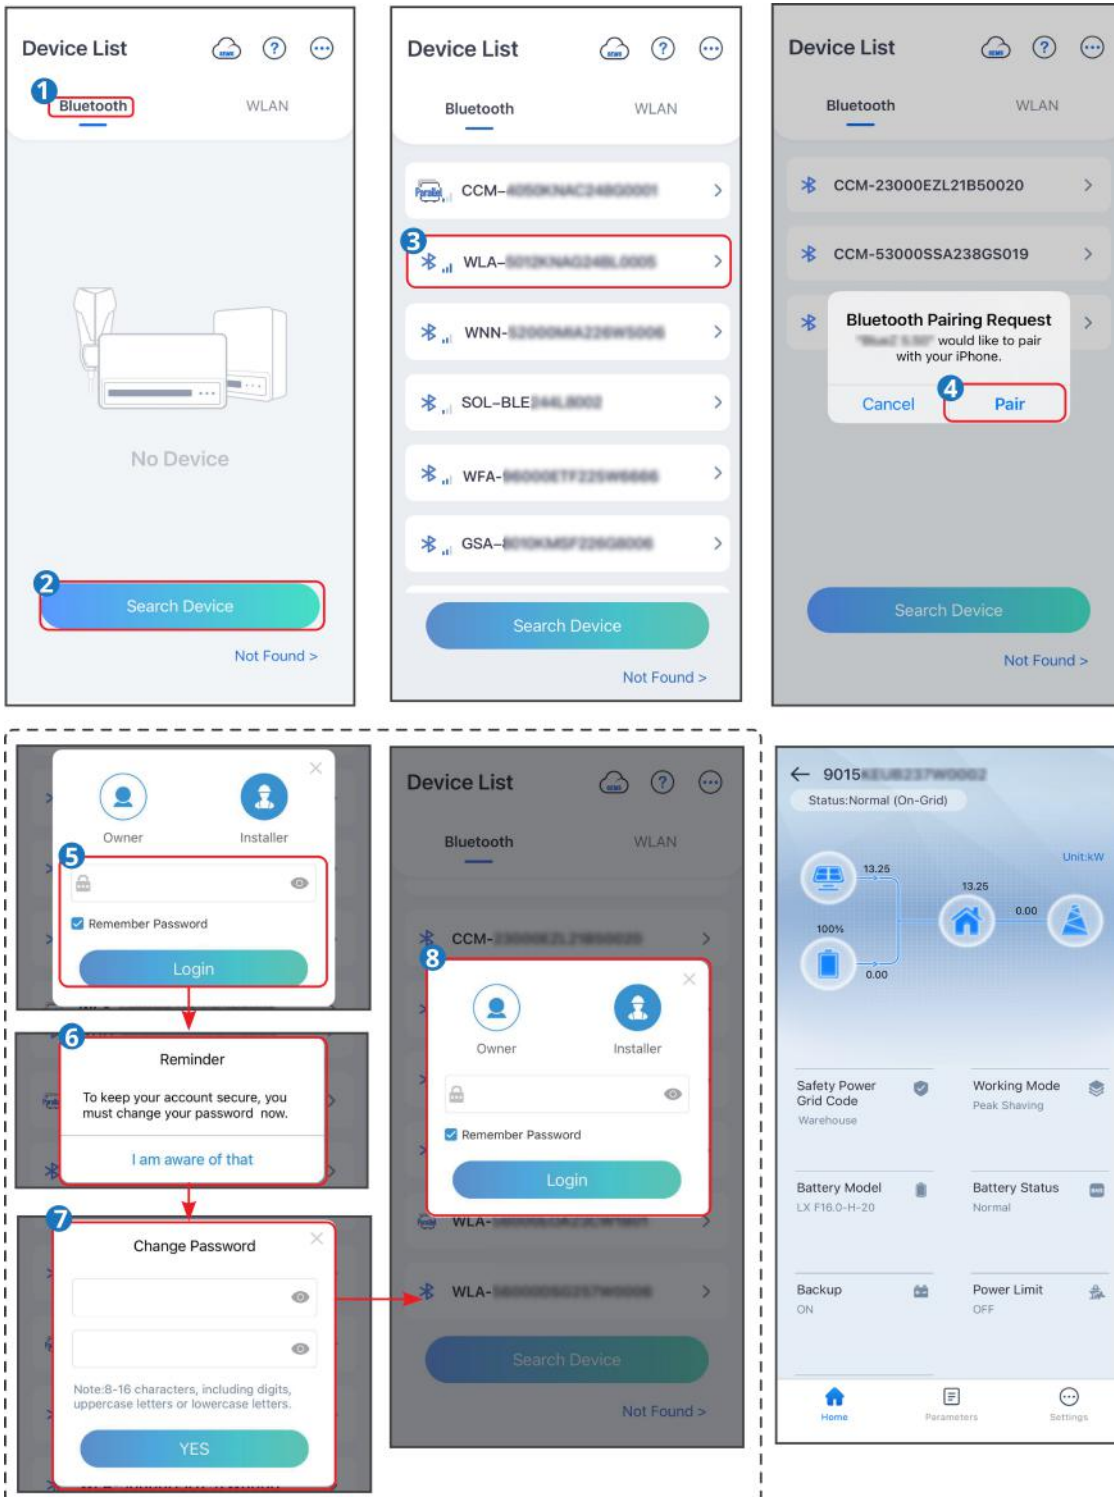 Device List
1
Bluetooth
WLAN
No Device
2
Search Device
Not Found >
Device List
Bluetooth
WLAN
CCM-
3
WLA-
WNN-
SOL-BLE
WFA-
GSA-
Search Device
Not Found >
Device List
Bluetooth
WLAN
CCM-23000EZL21B50020
CCM-53000SSA238GS019
Bluetooth Pairing Request
would like to pair
with your iPhone.
4
Cancel
Pair
Search Device
Not Found >
Owner
Installer
5
Remember Password
Login
6
Reminder
To keep your account secure, you
must change your password now.
I am aware of that
7
Change Password
Note:8-16 characters, including digits,
uppercase letters or lowercase letters.
YES
Device List
Bluetooth
WLAN
CCM-
8
Owner
Installer
Remember Password
Login
WLA-
WLA-
Search Device
Not Found >
9015
Status:Normal (On-Grid)
Unit:kW
13.25
13.25
0.00
100%
0.00
Safety Power
Grid Code
Warehouse
Working Mode
Peak Shaving
Battery Model
LX F16.0-H-20
Battery Status
Normal
Backup
ON
Power Limit
OFF
Home
Parameters
Settings